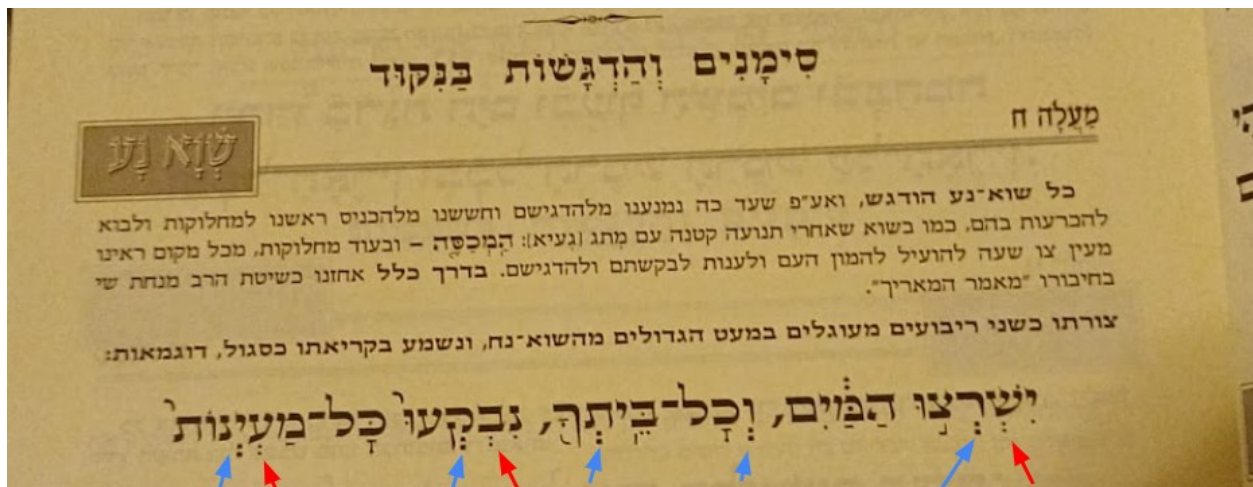 סִימָנִים וְהַדְגָּשׁוֹת בַּנִּקּוּד
מַעֲלָה ח
שְׁוָא נָע
כל שוא־נע הודגש, ואע״פ שעד כה נמנענו מלהדגישם וחששנו מלהכניס ראשנו למחלוקות ולבוא
להכרעות בהם, כמו בשוא שאחרי תנועה קטנה עם מתג (געיא): הַֽמְכַסֶּ֖ה – ובעוד מחלוקות, מכל מקום ראינו
מעין צו שעה להועיל להמון העם ולענות לבקשתם ולהדגישם. בדרך כלל אחזנו כשיטת הרב מנחת שי
בחיבורו ״מאמר המאריך״.
צורתו כשני ריבועים מעוגלים במעט הגדולים מהשוא־נח, ונשמע בקריאתו כסגול, דוגמאות:
יִשְׁרְצ֣וּ הַמַּ֔יִם, וְכָל־בֵּֽיתְךָ֖, נִבְקְעוּ֙ כָּל־מַעְיְנוֹת֙